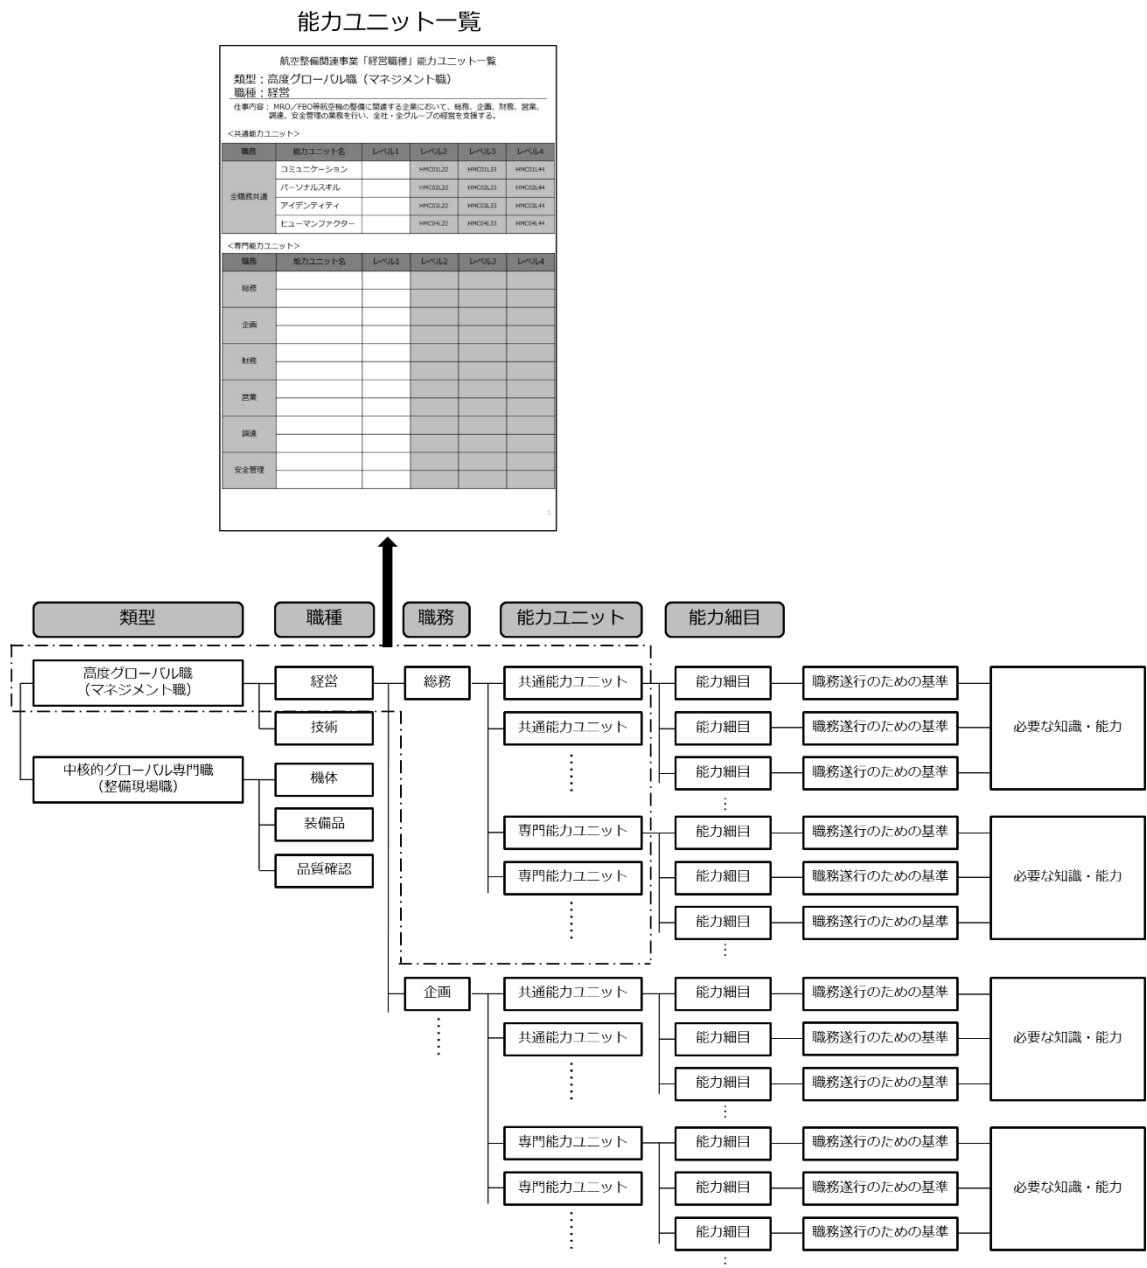 能力ユニット一覧
航空整備関連事業「経営職種」能力ユニット一覧
類型：高度グローバル職（マネジメント職）
職種：経営
仕事内容： MRO／FBO等航空機の整備に関連する企業において、総務、企画、財務、営業、
調達、安全管理の業務を行い、全社・全グループの経営を支援する。
＜共通能力ユニット＞
職務 能力ユニット名 レベル1 レベル2 レベル3 レベル4
全職務共通
コミュニケーション HMC01L22 HMC01L33 HMC01L44
パーソナルスキル HMC02L22 HMC02L33 HMC02L44
アイデンティティ HMC03L22 HMC03L33 HMC03L44
ヒューマンファクター HMC04L22 HMC04L33 HMC04L44
＜専門能力ユニット＞
職務 能力ユニット名 レベル1 レベル2 レベル3 レベル4
総務
企画
財務
営業
調達
安全管理
類型 職種 職務 能力ユニット 能力細目
高度グローバル職
（マネジメント職）
経営 総務 共通能力ユニット 能力細目 職務遂行のための基準
技術 共通能力ユニット 能力細目 職務遂行のための基準 必要な知識・能力
中核的グローバル専門職
（整備現場職）
機体 能力細目 職務遂行のための基準
装備品 専門能力ユニット 能力細目 職務遂行のための基準
品質確認 専門能力ユニット 能力細目 職務遂行のための基準 必要な知識・能力
能力細目 職務遂行のための基準
企画 共通能力ユニット 能力細目 職務遂行のための基準
共通能力ユニット 能力細目 職務遂行のための基準 必要な知識・能力
能力細目 職務遂行のための基準
専門能力ユニット 能力細目 職務遂行のための基準
専門能力ユニット 能力細目 職務遂行のための基準 必要な知識・能力
能力細目 職務遂行のための基準